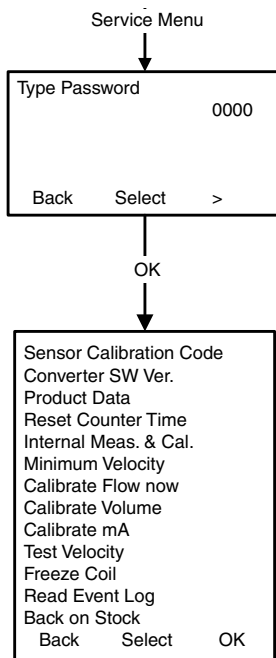 Service Menu
Type Password
0000
Back Select >
OK
Sensor Calibration Code
Converter SW Ver.
Product Data
Reset Counter Time
Internal Meas. & Cal.
Minimum Velocity
Calibrate Flow now
Calibrate Volume
Calibrate mA
Test Velocity
Freeze Coil
Read Event Log
Back on Stock
Back Select OK